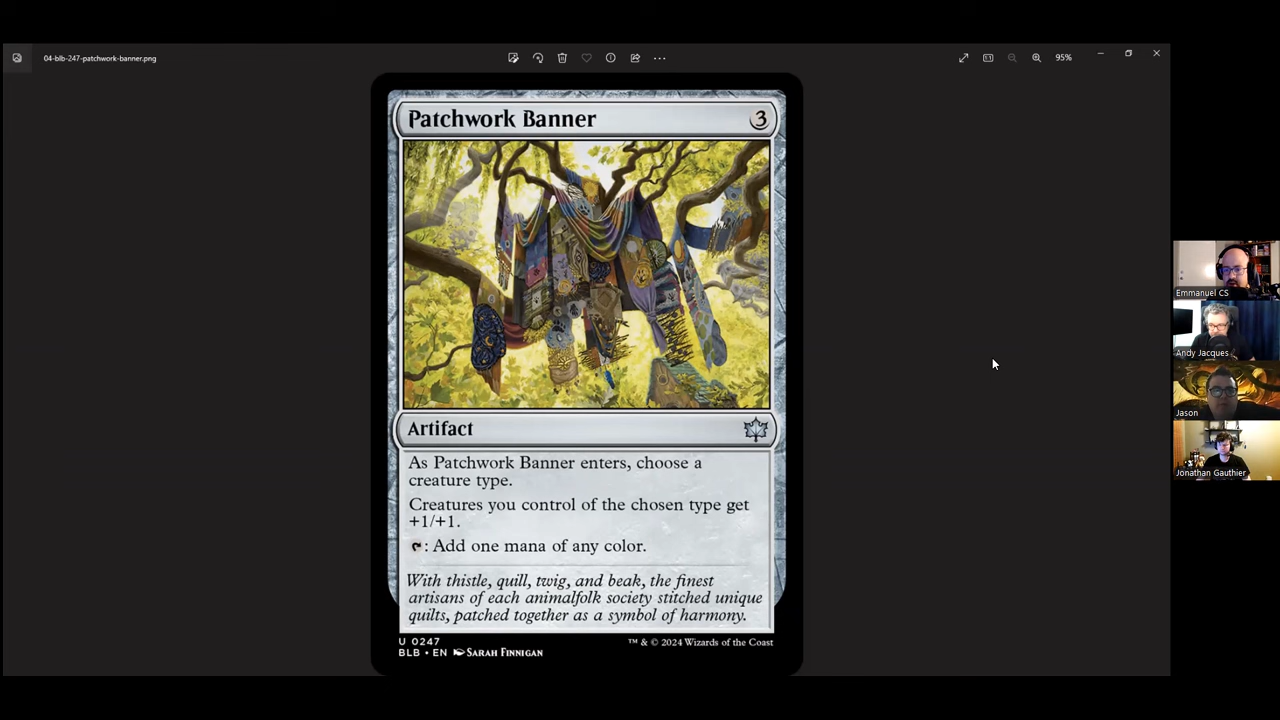 04-blb-247-patchwork-banner.png
95%
Patchwork Banner
3
Artifact
As Patchwork Banner enters, choose a
creature type.
Creatures you control of the chosen type get
+1/+1.
: Add one mana of any color.
With thistle, quill, twig, and beak, the finest
artisans of each animalfolk society stitched unique
quilts, patched together as a symbol of harmony.
U 0247
™ & © 2024 Wizards of the Coast
BLB • EN SARAH FINNIGAN
Emmanuel CS
Andy Jacques
Jason
Jonathan Gauthier